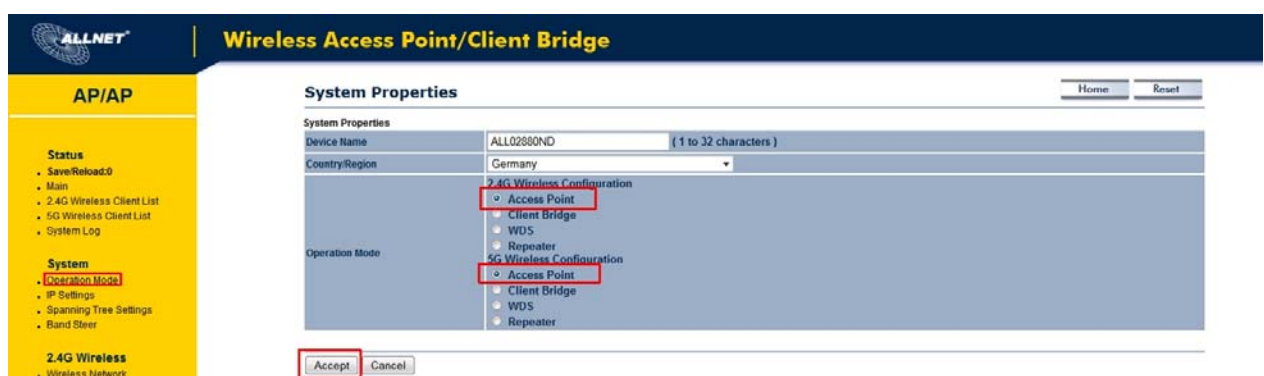 ALLNET®
Wireless Access Point/Client Bridge
AP/AP
Status
Save/Reload:0
Main
2.4G Wireless Client List
5G Wireless Client List
System Log
System
Operation Mode
IP Settings
Spanning Tree Settings
Band Steer
2.4G Wireless
Wireless Network
System Properties
Home Reset
System Properties
Device Name ALL02880ND (1 to 32 characters)
Country/Region Germany
Operation Mode
2.4G Wireless Configuration
Access Point
Client Bridge
WDS
Repeater
5G Wireless Configuration
Access Point
Client Bridge
WDS
Repeater
Accept Cancel